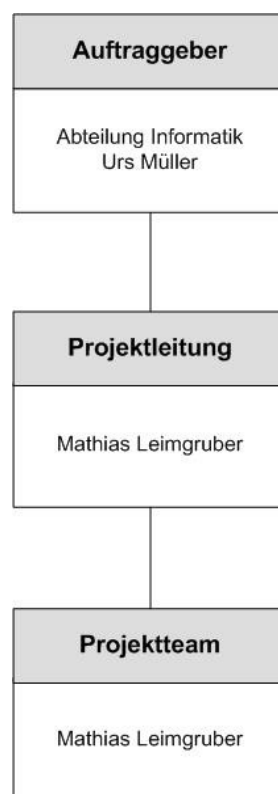 Auftraggeber
Abteilung Informatik
Urs Müller
Projektleitung
Mathias Leimgruber
Projektteam
Mathias Leimgruber